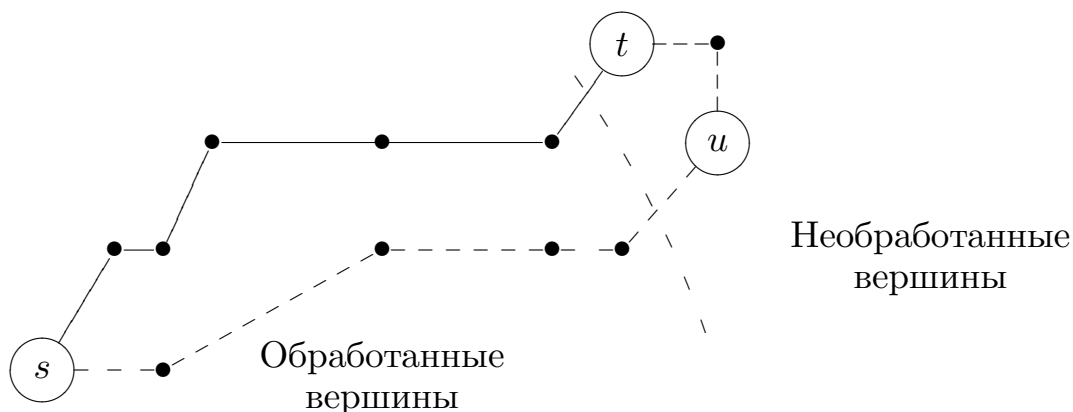 t
u
Необработанные
вершины
Обработанные
вершины
s